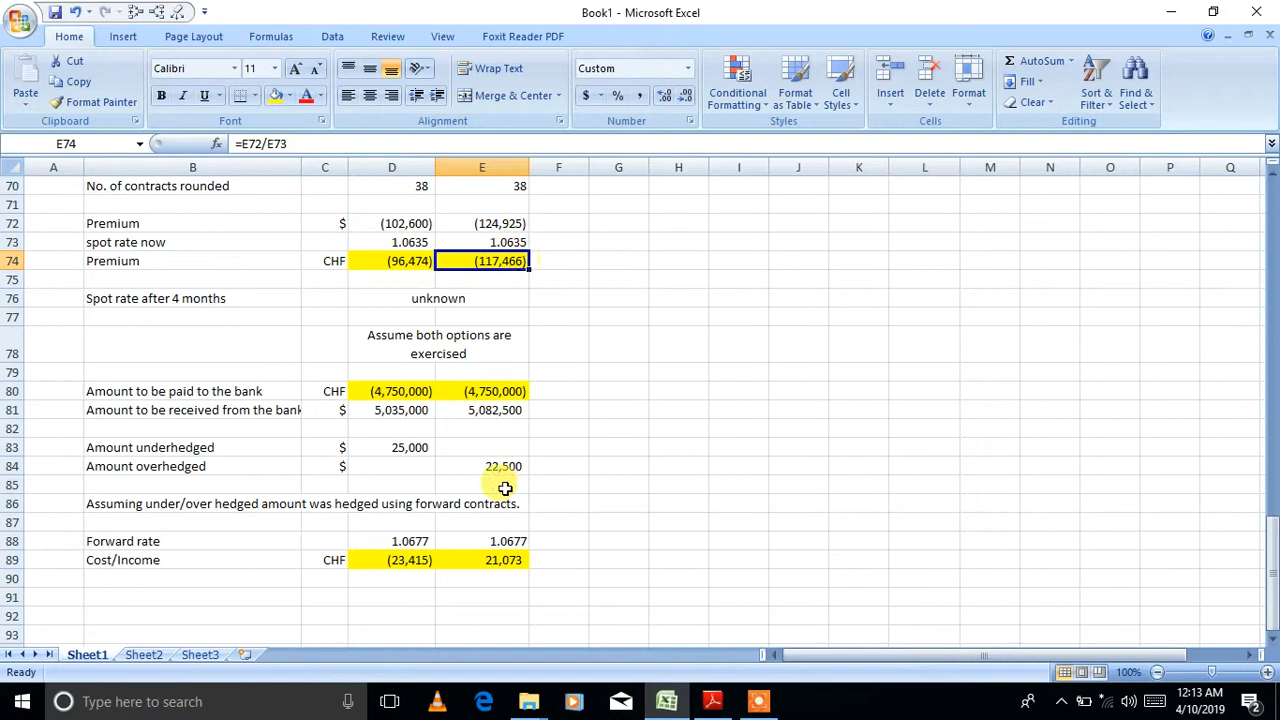 Book1 - Microsoft Excel
Home Insert Page Layout Formulas Data Review View Foxit Reader PDF
Paste Cut Copy Format Painter Clipboard
Calibri 11 B I U A A A Font
Wrap Text Merge & Center Alignment
Custom $ % , Number
Conditional Formatting Format as Table Cell Styles Styles
Insert Delete Format Cells
Σ AutoSum Fill Clear Sort & Filter Find & Select Editing
E74 fx =E72/E73
A B C D E F G H I J K L M N O P Q
70 No. of contracts rounded 38 38
71
72 Premium $ (102,600) (124,925)
73 spot rate now 1.0635 1.0635
74 Premium CHF (96,474) (117,466)
75
76 Spot rate after 4 months unknown
77
78 Assume both options are
exercised
79
80 Amount to be paid to the bank CHF (4,750,000) (4,750,000)
81 Amount to be received from the bank $ 5,035,000 5,082,500
82
83 Amount underhedged $ 25,000
84 Amount overhedged $ 22,500
85
86 Assuming under/over hedged amount was hedged using forward contracts.
87
88 Forward rate 1.0677 1.0677
89 Cost/Income CHF (23,415) 21,073
90
91
92
93
Sheet1 Sheet2 Sheet3
Ready 100%
Type here to search
12:13 AM
4/10/2019
2